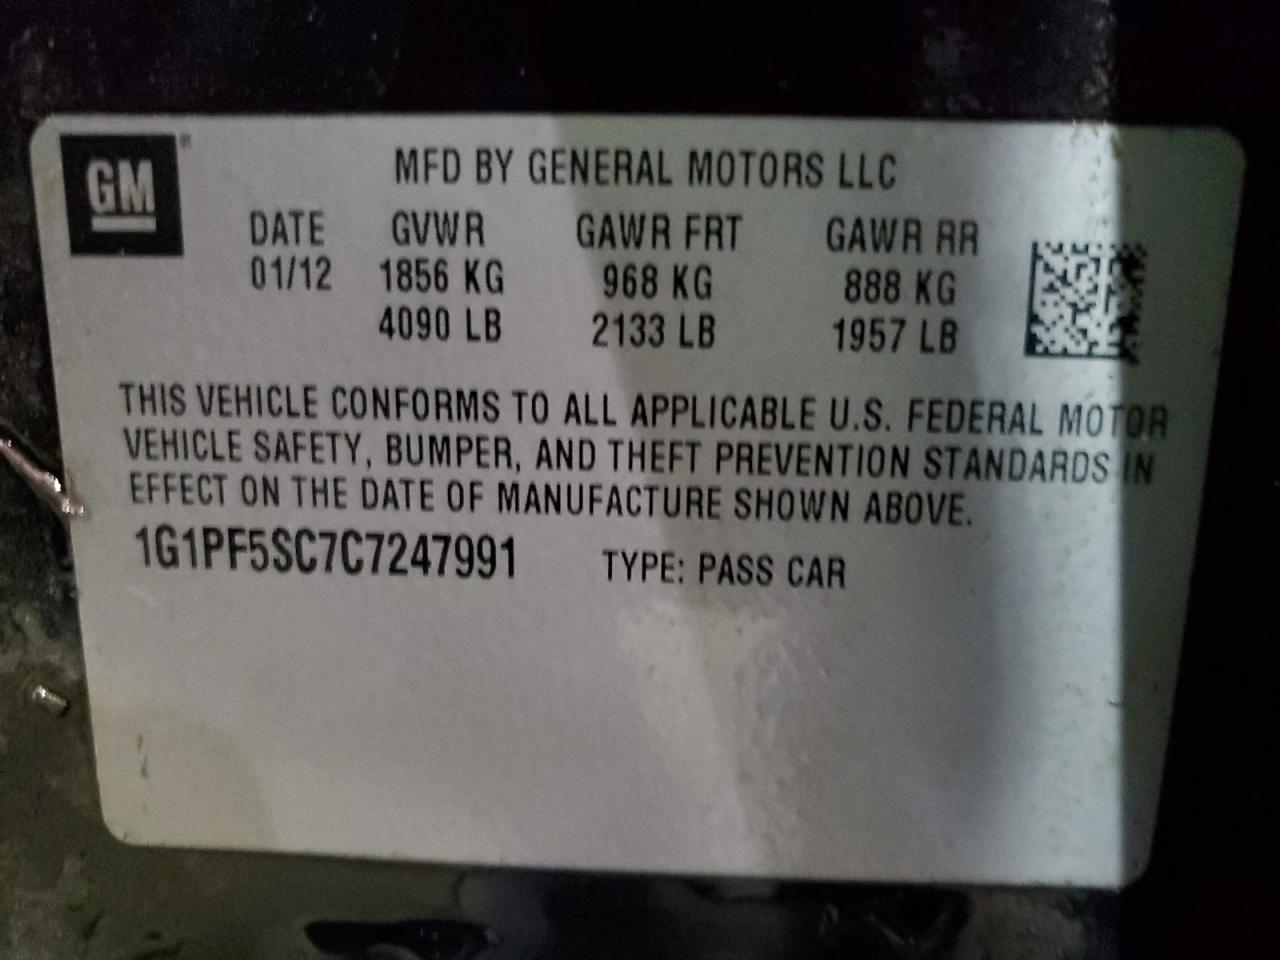 GM
MFD BY GENERAL MOTORS LLC
DATE GVWR GAWR FRT GAWR RR
01/12 1856 KG 968 KG 888 KG
4090 LB 2133 LB 1957 LB
THIS VEHICLE CONFORMS TO ALL APPLICABLE U.S. FEDERAL MOTOR
VEHICLE SAFETY, BUMPER, AND THEFT PREVENTION STANDARDS IN
EFFECT ON THE DATE OF MANUFACTURE SHOWN ABOVE.
1G1PF5SC7C7247991 TYPE: PASS CAR